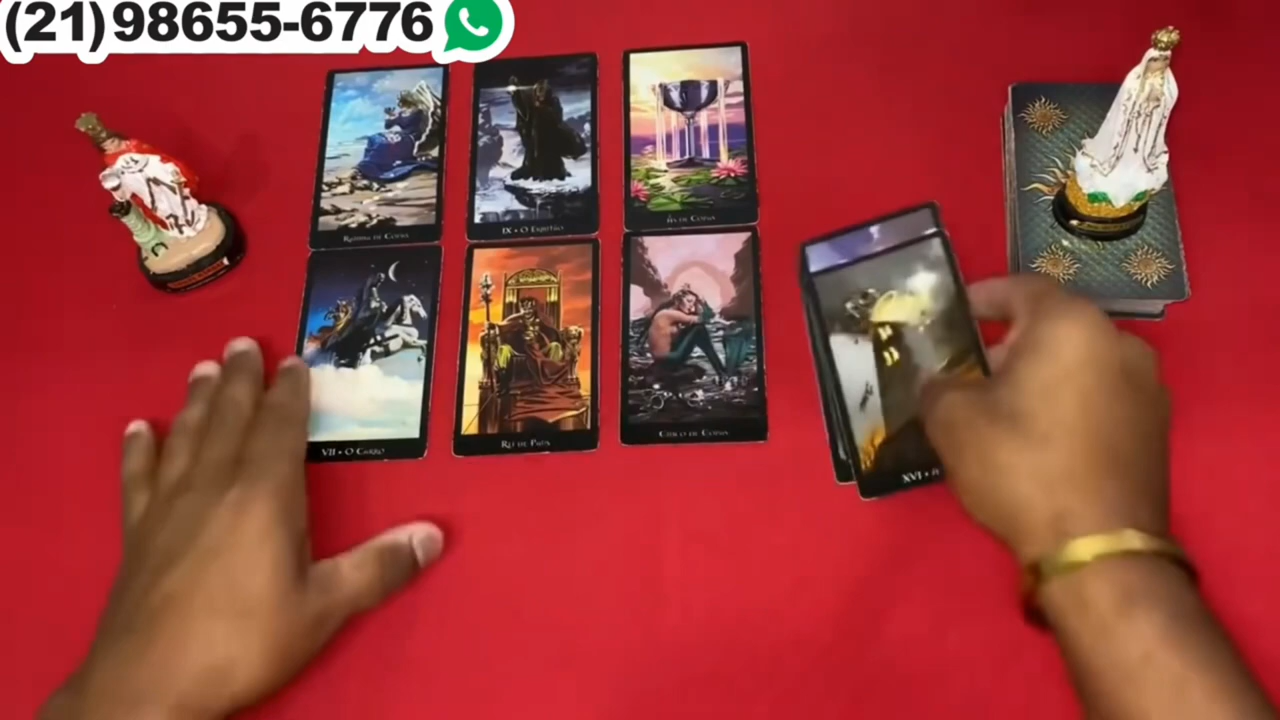 (21)98655-6776
Rainha de Copas
IX • O Eremita
Ás de Copas
VII • O Carro
Rei de Paus
Cinco de Copas
XVI •